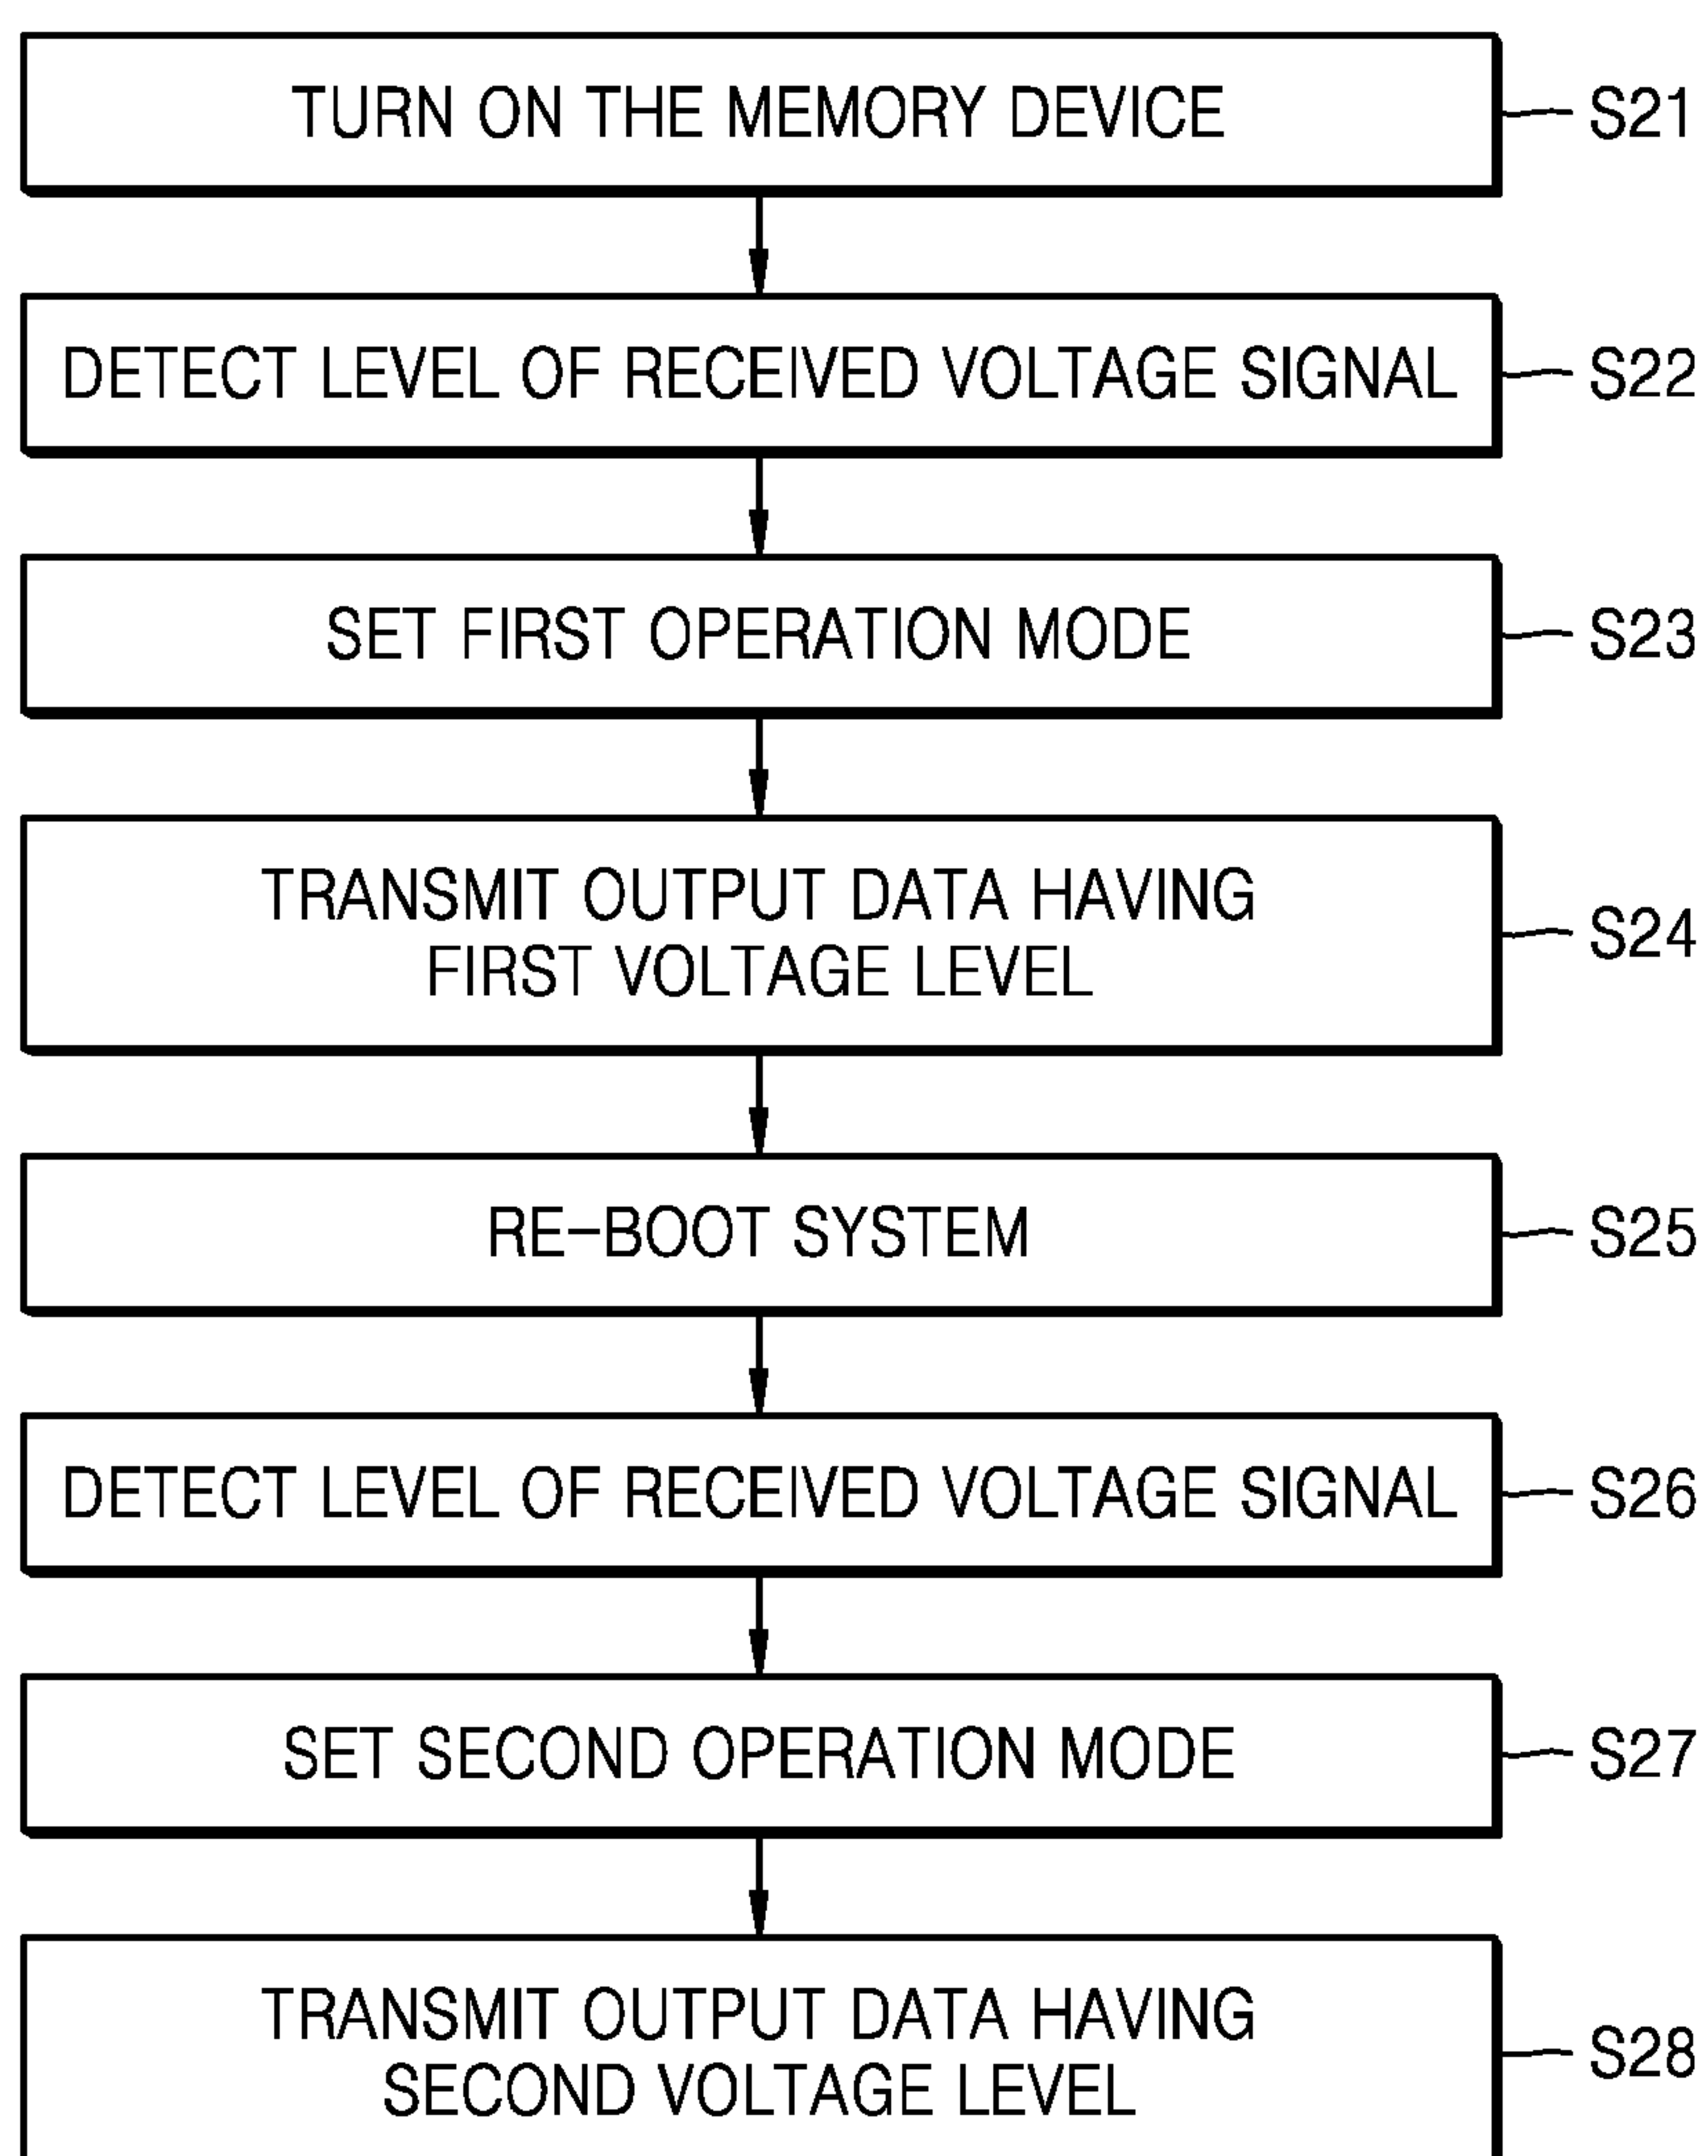 TURN ON THE MEMORY DEVICE
S21
DETECT LEVEL OF RECEIVED VOLTAGE SIGNAL
S22
SET FIRST OPERATION MODE
S23
TRANSMIT OUTPUT DATA HAVING
FIRST VOLTAGE LEVEL
S24
RE-BOOT SYSTEM
S25
DETECT LEVEL OF RECEIVED VOLTAGE SIGNAL
S26
SET SECOND OPERATION MODE
S27
TRANSMIT OUTPUT DATA HAVING
SECOND VOLTAGE LEVEL
S28